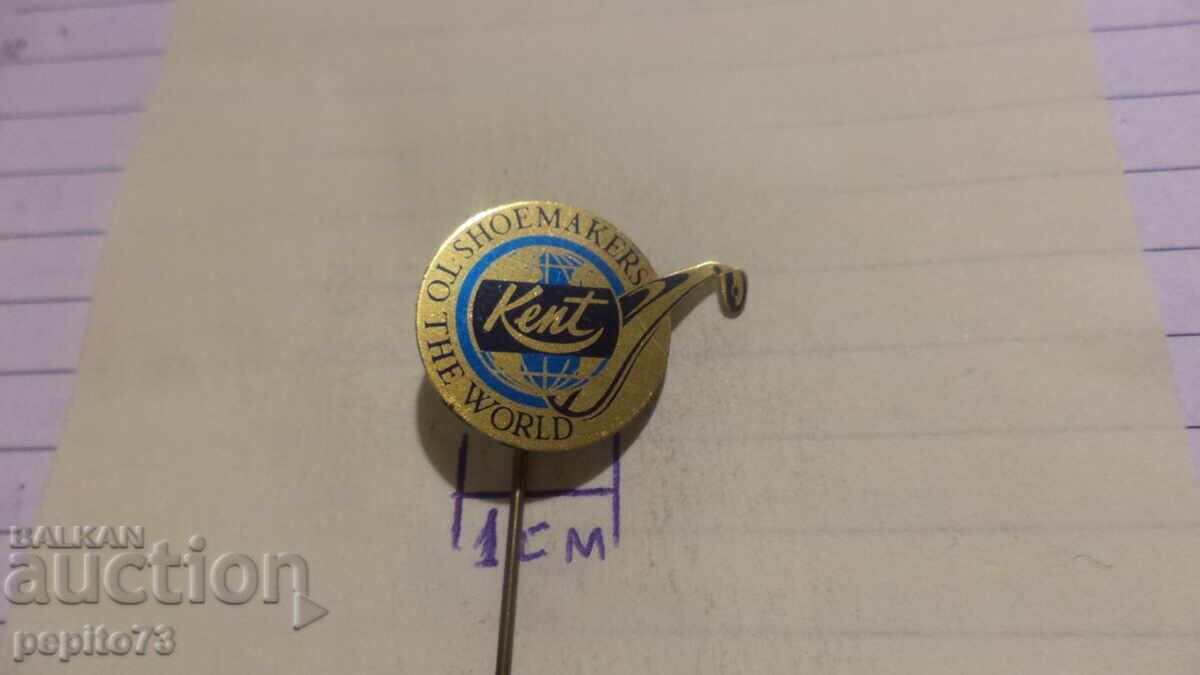 SHOEMAKERS
TO THE WORLD
Kent
1 CM
BALKAN
auction
pepito73